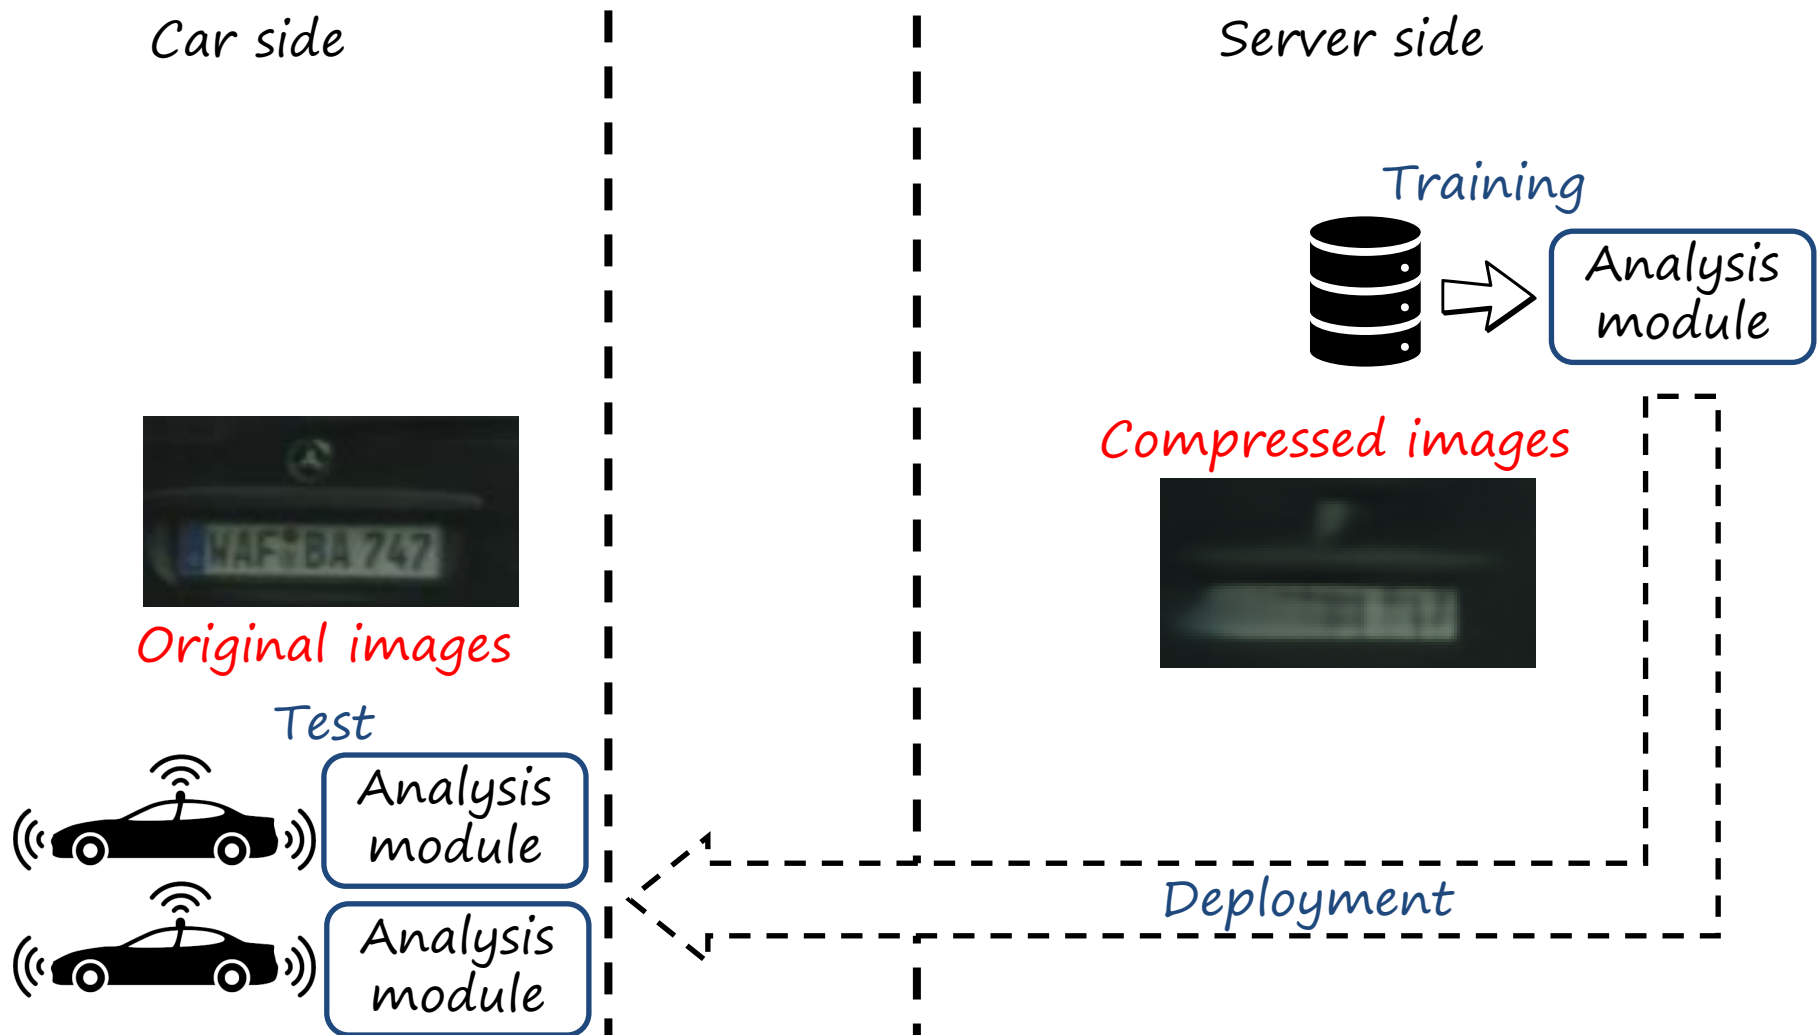 Car side
Server side
Training
Analysis
module
Compressed images
WAF BA 747
Original images
Test
Analysis
module
Deployment
Analysis
module